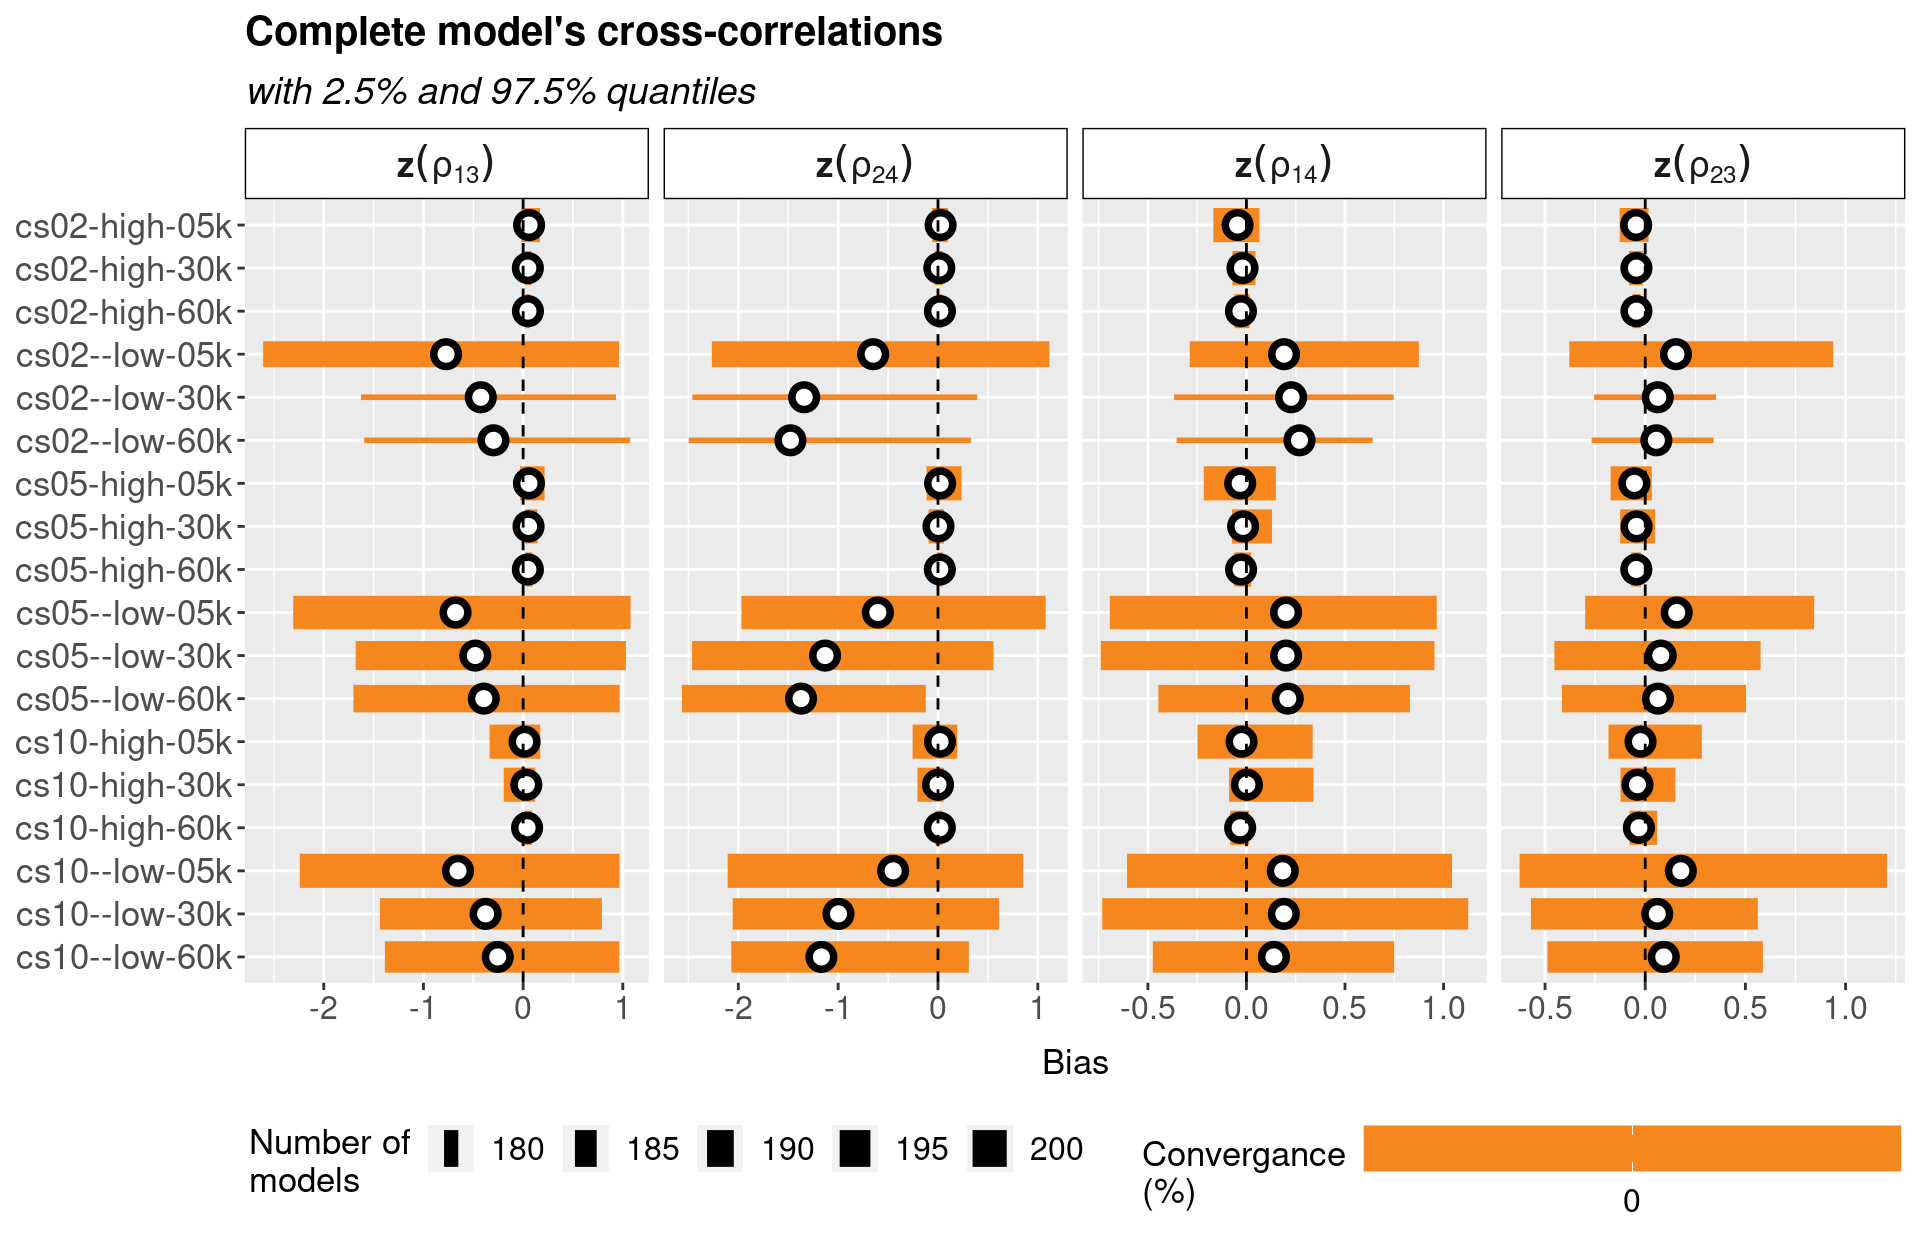 Complete model's cross-correlations
with 2.5% and 97.5% quantiles
z(ρ13) z(ρ24) z(ρ14) z(ρ23)
cs02-high-05k
cs02-high-30k
cs02-high-60k
cs02--low-05k
cs02--low-30k
cs02--low-60k
cs05-high-05k
cs05-high-30k
cs05-high-60k
cs05--low-05k
cs05--low-30k
cs05--low-60k
cs10-high-05k
cs10-high-30k
cs10-high-60k
cs10--low-05k
cs10--low-30k
cs10--low-60k
-2 -1 0 1 -2 -1 0 1 -0.5 0.0 0.5 1.0 -0.5 0.0 0.5 1.0
Bias
Number of
models
180 185 190 195 200
Convergance
(%)
0